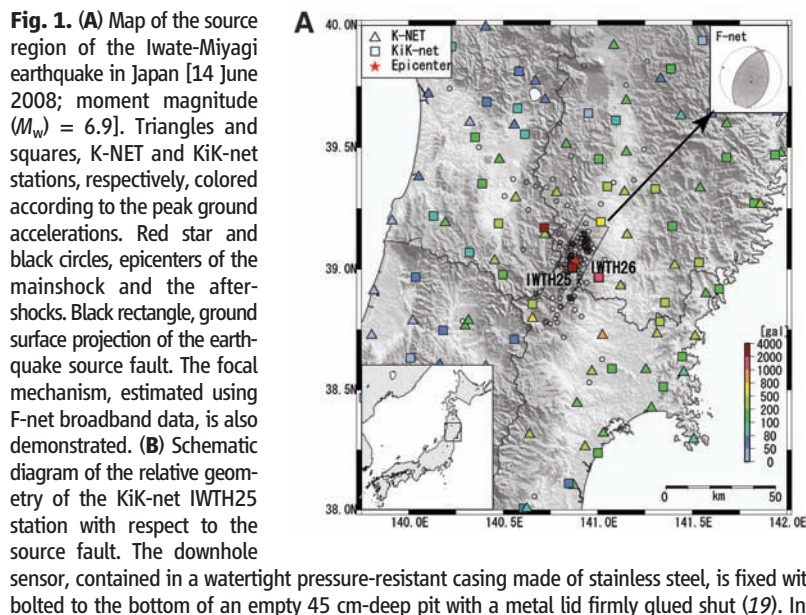 Fig. 1. (A) Map of the source
region of the Iwate-Miyagi
earthquake in Japan [14 June
2008; moment magnitude
(Mw) = 6.9]. Triangles and
squares, K-NET and KiK-net
stations, respectively, colored
according to the peak ground
accelerations. Red star and
black circles, epicenters of the
mainshock and the after-
shocks. Black rectangle, ground
surface projection of the earth-
quake source fault. The focal
mechanism, estimated using
F-net broadband data, is also
demonstrated. (B) Schematic
diagram of the relative geom-
etry of the KiK-net IWTH25
station with respect to the
source fault. The downhole
sensor, contained in a watertight pressure-resistant casing made of stainless steel, is fixed wit
bolted to the bottom of an empty 45 cm-deep pit with a metal lid firmly glued shut (19). In
A
40.0N
39.5N
39.0N
38.5N
38.0N
K-NET
KiK-net
Epicenter
F-net
IWTH25
IWTH26
[gal]
4000
2000
1000
800
500
200
100
80
50
0
0 50
km
140.0E 140.5E 141.0E 141.5E 142.0E